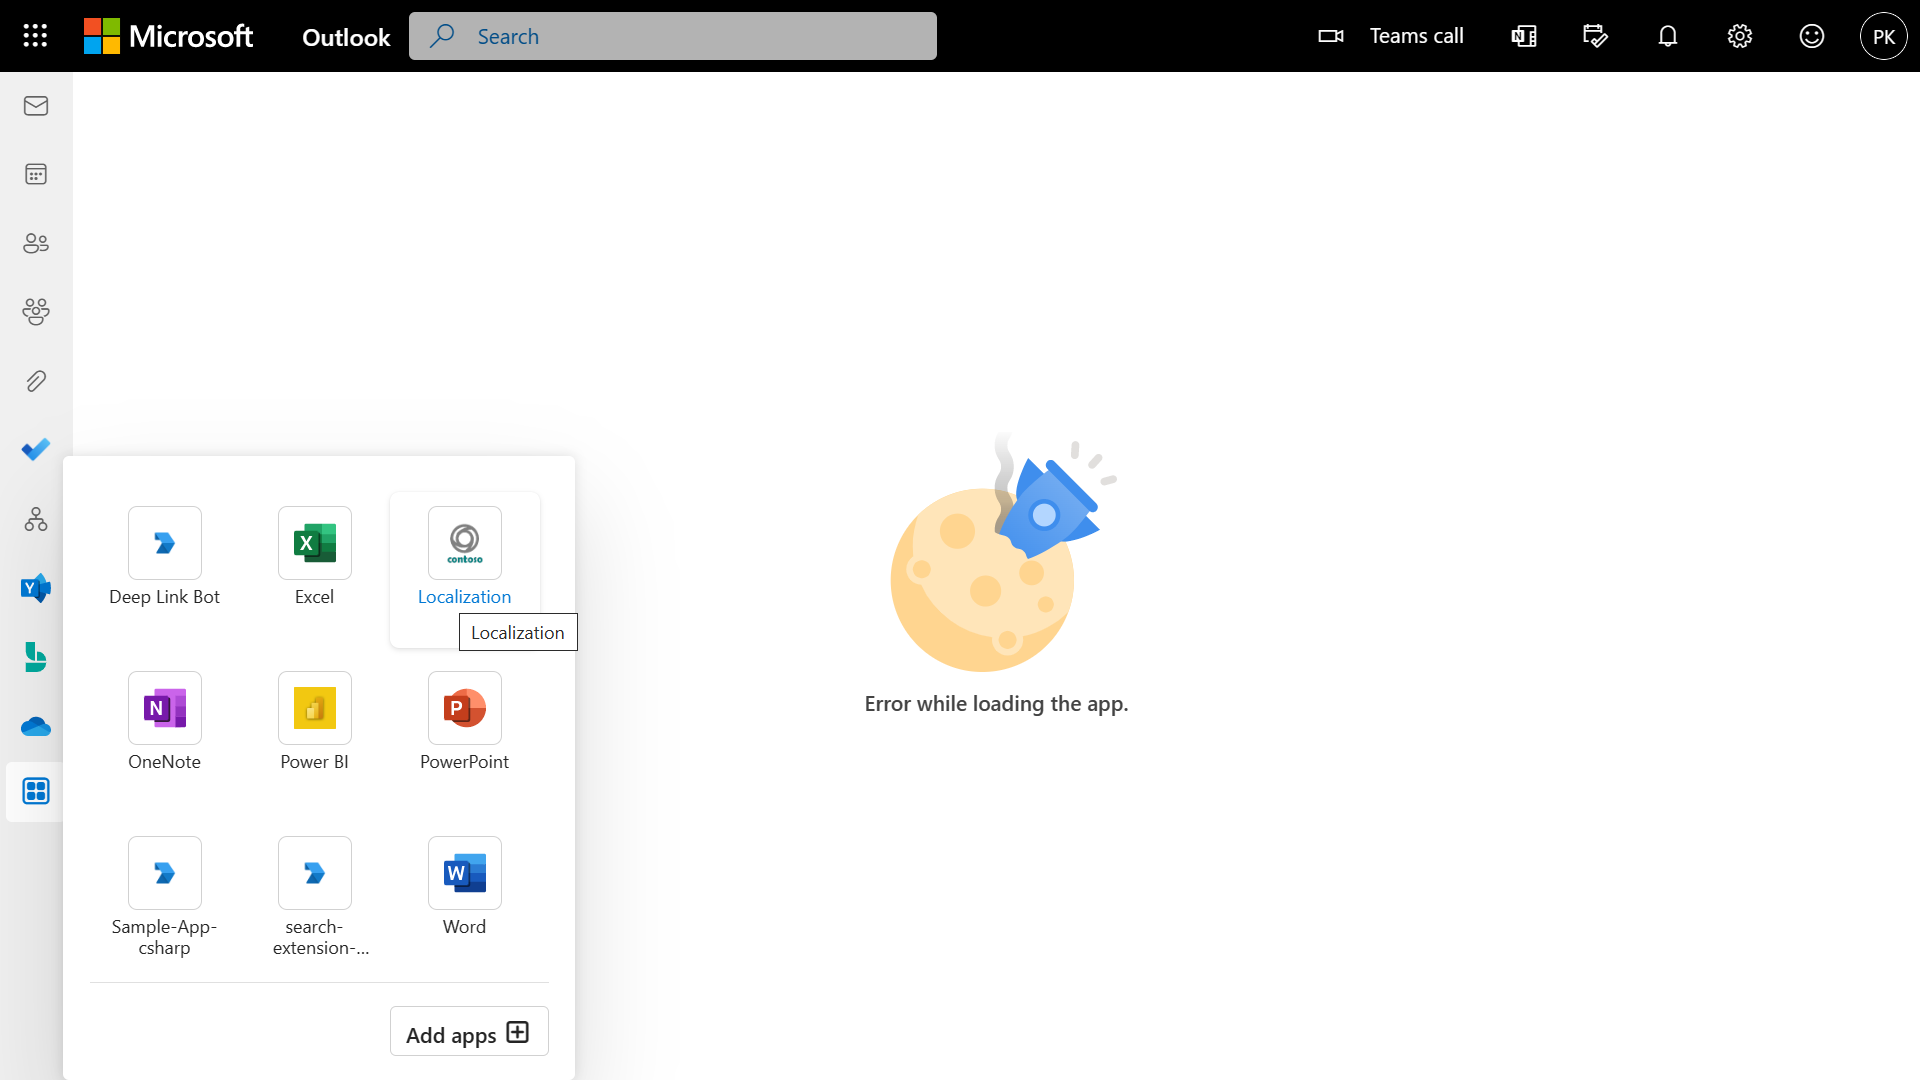 Microsoft
Outlook
Search
Teams call
N
PK
Y
Deep Link Bot
X
Excel
contoso
Localization
Localization
N
OneNote
Power BI
P
PowerPoint
Sample-App-
csharp
search-
extension-...
W
Word
Add apps
Error while loading the app.